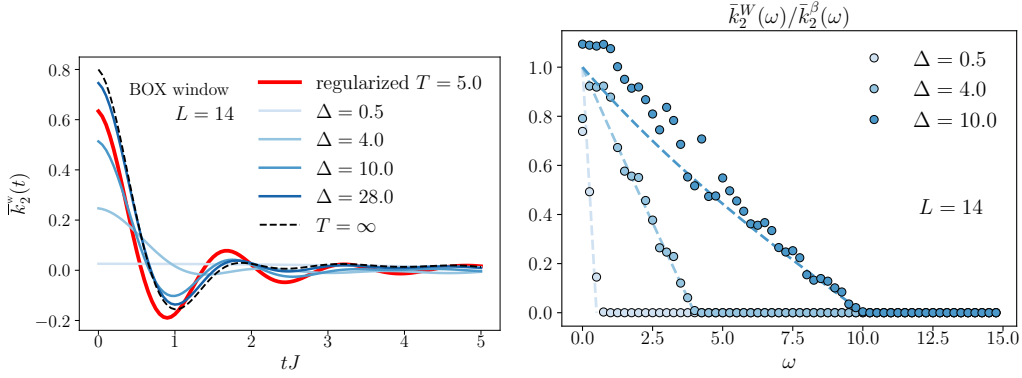 BOX window
L = 14
regularized T = 5.0
Δ = 0.5
Δ = 4.0
Δ = 10.0
Δ = 28.0
T = ∞
0.8
0.6
0.4
0.2
0.0
−0.2
0
1
2
3
4
5
tJ
k̄₂ʷ(t)
k̄₂ᵂ(ω)/k̄₂ᵝ(ω)
Δ = 0.5
Δ = 4.0
Δ = 10.0
L = 14
1.0
0.8
0.6
0.4
0.2
0.0
0.0
2.5
5.0
7.5
10.0
12.5
15.0
ω